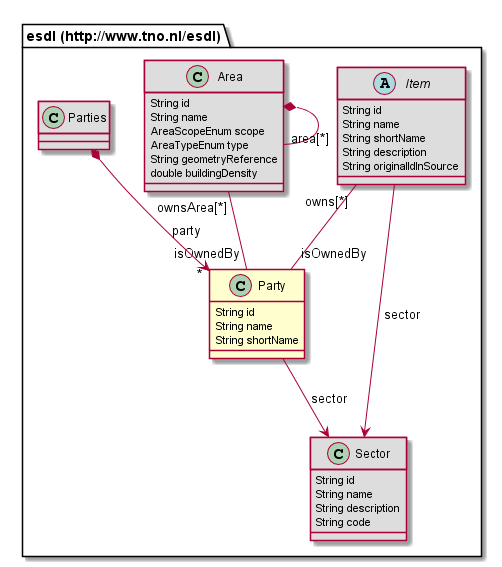 esdl (http://www.tno.nl/esdl)
C Parties
C Area
String id
String name
AreaScopeEnum scope
AreaTypeEnum type
String geometryReference
double buildingDensity
area[*]
A Item
String id
String name
String shortName
String description
String originalIdInSource
ownsArea[*]
owns[*]
party
isOwnedBy
isOwnedBy
*
C Party
String id
String name
String shortName
sector
sector
C Sector
String id
String name
String description
String code